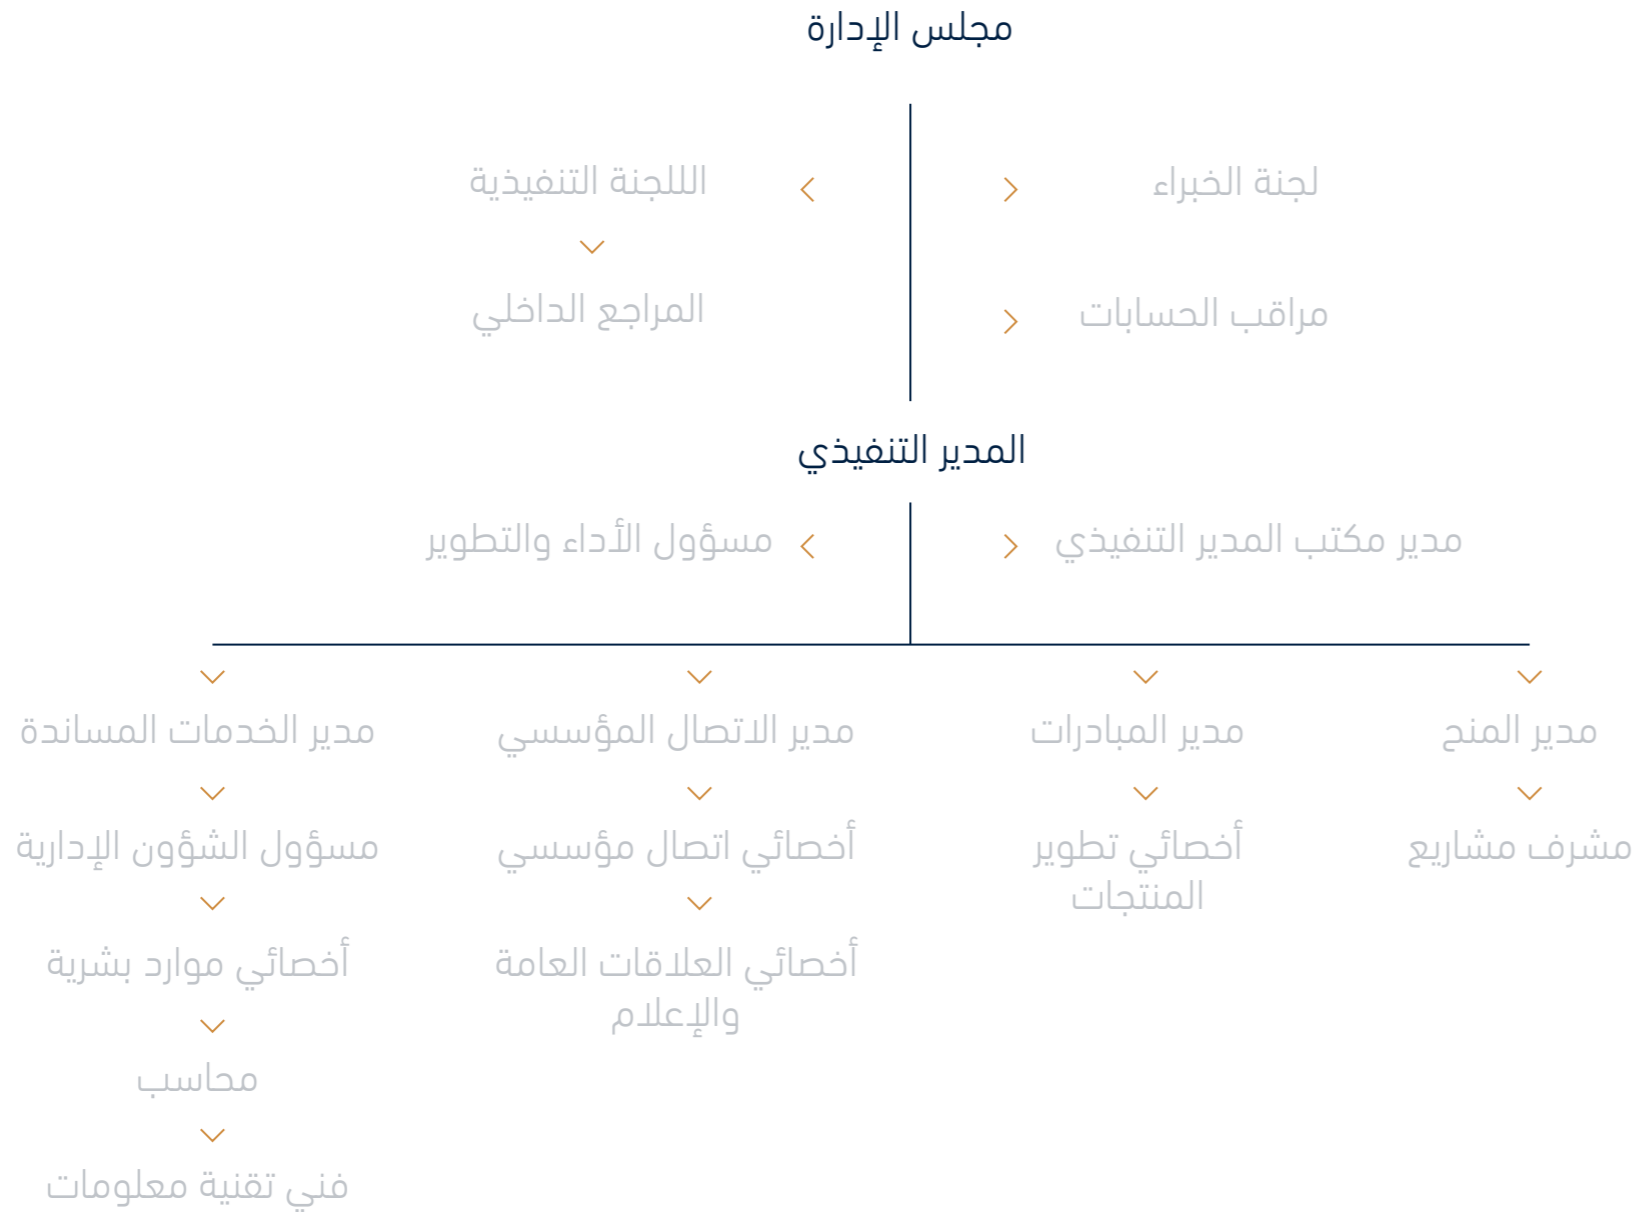 مجلس الإدارة
لجنة الخبراء
الللجنة التنفيذية
مراقب الحسابات
المراجع الداخلي
المدير التنفيذي
مدير مكتب المدير التنفيذي
مسؤول الأداء والتطوير
مدير المنح
مشرف مشاريع
مدير المبادرات
أخصائي تطوير
المنتجات
مدير الاتصال المؤسسي
أخصائي اتصال مؤسسي
أخصائي العلاقات العامة
والإعلام
مدير الخدمات المساندة
مسؤول الشؤون الإدارية
أخصائي موارد بشرية
محاسب
فني تقنية معلومات